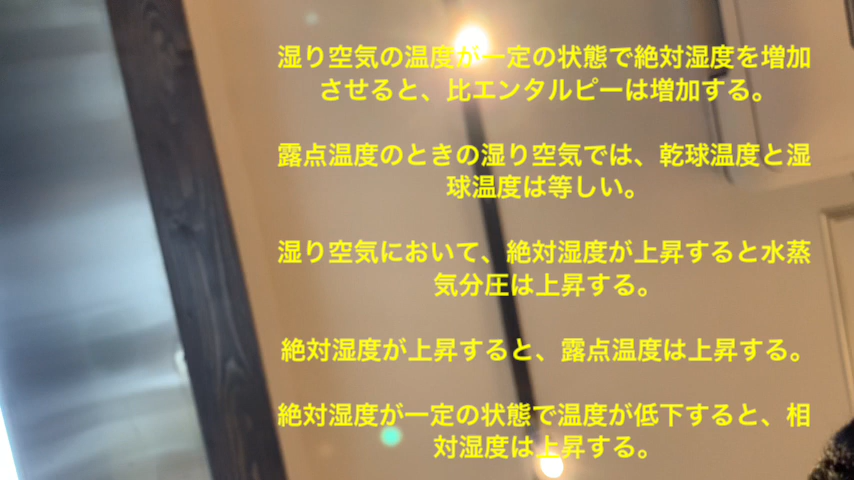 湿り空気の温度が一定の状態で絶対湿度を増加
させると、比エンタルピーは増加する。
露点温度のときの湿り空気では、乾球温度と湿
球温度は等しい。
湿り空気において、絶対湿度が上昇すると水蒸
気分圧は上昇する。
絶対湿度が上昇すると、露点温度は上昇する。
絶対湿度が一定の状態で温度が低下すると、相
対湿度は上昇する。